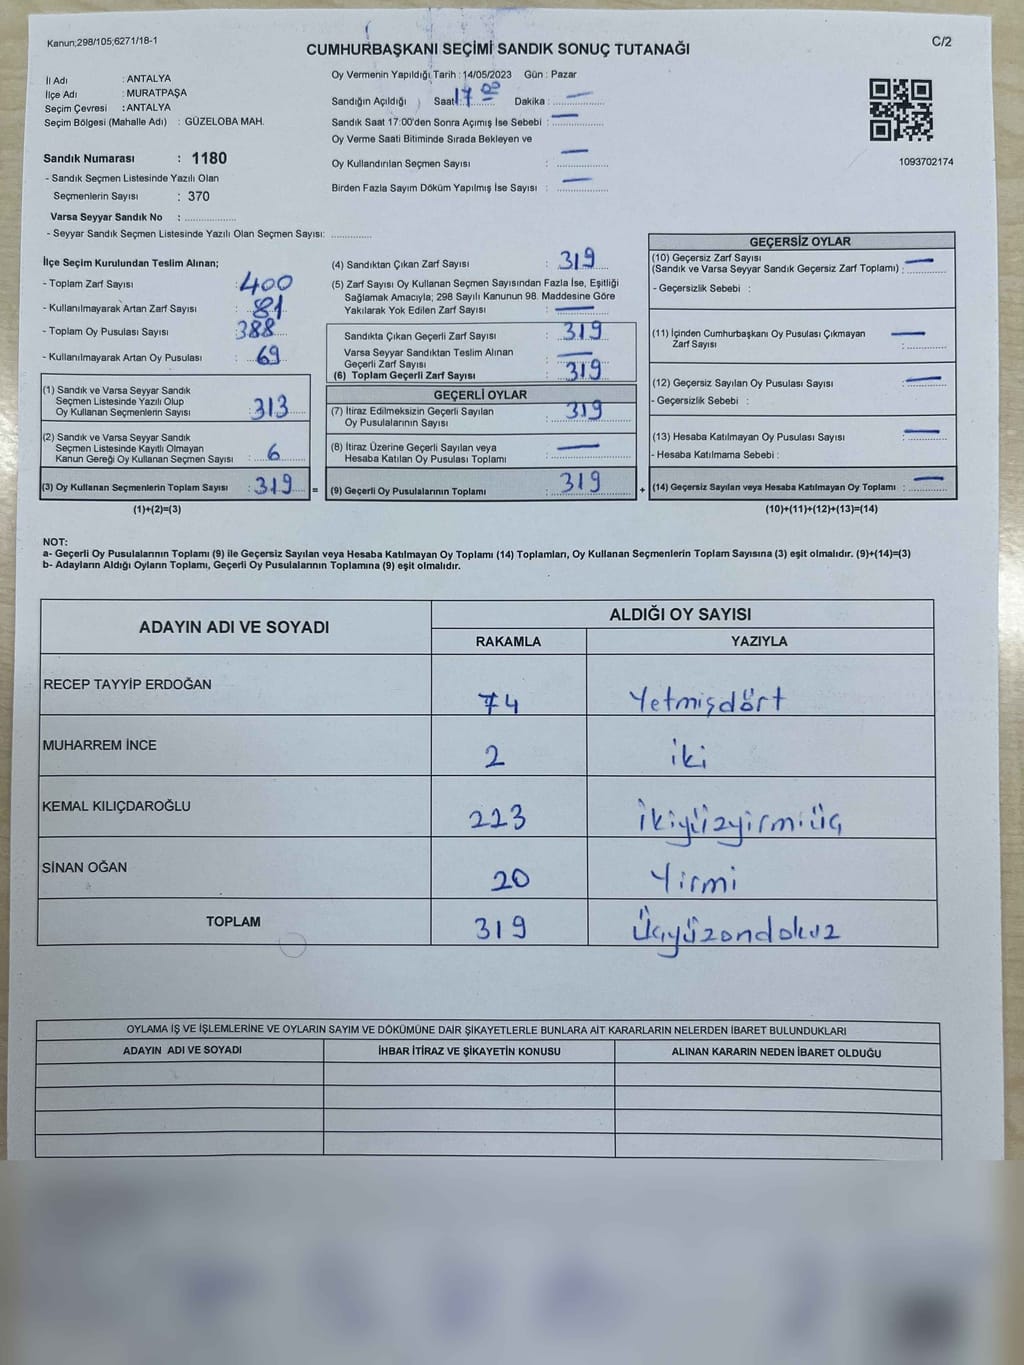 Kanun;298/105;6271/18-1
CUMHURBAŞKANI SEÇİMİ SANDIK SONUÇ TUTANAĞI
C/2
İl Adı : ANTALYA
İlçe Adı : MURATPAŞA
Seçim Çevresi : ANTALYA
Seçim Bölgesi (Mahalle Adı) : GÜZELOBA MAH.
Sandık Numarası : 1180
- Sandık Seçmen Listesinde Yazılı Olan
Seçmenlerin Sayısı : 370
Varsa Seyyar Sandık No : ................
- Seyyar Sandık Seçmen Listesinde Yazılı Olan Seçmen Sayısı: ............
Oy Vermenin Yapıldığı Tarih : 14/05/2023 Gün : Pazar
Sandığın Açıldığı Saat: 17 00 Dakika : —
Sandık Saat 17:00'den Sonra Açımış İse Sebebi : —
Oy Verme Saati Bitiminde Sırada Bekleyen ve
Oy Kullandırılan Seçmen Sayısı : —
Birden Fazla Sayım Döküm Yapılmış İse Sayısı : —
1093702174
İlçe Seçim Kurulundan Teslim Alınan;
- Toplam Zarf Sayısı : 400
- Kullanılmayarak Artan Zarf Sayısı : 81
- Toplam Oy Pusulası Sayısı : 388
- Kullanılmayarak Artan Oy Pusulası : 69
(1) Sandık ve Varsa Seyyar Sandık
Seçmen Listesinde Yazılı Olup
Oy Kullanan Seçmenlerin Sayısı : 313
(2) Sandık ve Varsa Seyyar Sandık
Seçmen Listesinde Kayıtlı Olmayan
Kanun Gereği Oy Kullanan Seçmen Sayısı : 6
(3) Oy Kullanan Seçmenlerin Toplam Sayısı : 319 =
(1)+(2)=(3)
(4) Sandıktan Çıkan Zarf Sayısı : 319
(5) Zarf Sayısı Oy Kullanan Seçmen Sayısından Fazla İse, Eşitliği
Sağlamak Amacıyla; 298 Sayılı Kanunun 98. Maddesine Göre
Yakılarak Yok Edilen Zarf Sayısı : —
Sandıkta Çıkan Geçerli Zarf Sayısı : 319
Varsa Seyyar Sandıktan Teslim Alınan
Geçerli Zarf Sayısı : —
(6) Toplam Geçerli Zarf Sayısı : 319
GEÇERLİ OYLAR
(7) İtiraz Edilmeksizin Geçerli Sayılan
Oy Pusulalarının Sayısı : 319
(8) İtiraz Üzerine Geçerli Sayılan veya
Hesaba Katılan Oy Pusulası Toplamı : —
(9) Geçerli Oy Pusulalarının Toplamı : 319 +
GEÇERSİZ OYLAR
(10) Geçersiz Zarf Sayısı
(Sandık ve Varsa Seyyar Sandık Geçersiz Zarf Toplamı) : —
- Geçersizlik Sebebi :
(11) İçinden Cumhurbaşkanı Oy Pusulası Çıkmayan
Zarf Sayısı : —
(12) Geçersiz Sayılan Oy Pusulası Sayısı : —
- Geçersizlik Sebebi :
(13) Hesaba Katılmayan Oy Pusulası Sayısı : —
- Hesaba Katılmama Sebebi :
(14) Geçersiz Sayılan veya Hesaba Katılmayan Oy Toplamı : —
(10)+(11)+(12)+(13)=(14)
NOT:
a- Geçerli Oy Pusulalarının Toplamı (9) ile Geçersiz Sayılan veya Hesaba Katılmayan Oy Toplamı (14) Toplamları, Oy Kullanan Seçmenlerin Toplam Sayısına (3) eşit olmalıdır. (9)+(14)=(3)
b- Adayların Aldığı Oyların Toplamı, Geçerli Oy Pusulalarının Toplamına (9) eşit olmalıdır.
ADAYIN ADI VE SOYADI
ALDIĞI OY SAYISI
RAKAMLA YAZIYLA
RECEP TAYYİP ERDOĞAN 74 Yetmişdört
MUHARREM İNCE 2 iki
KEMAL KILIÇDAROĞLU 223 İkiyüzyirmiüç
SİNAN OĞAN 20 Yirmi
TOPLAM 319 Üçyüzondokuz
OYLAMA İŞ VE İŞLEMLERİNE VE OYLARIN SAYIM VE DÖKÜMÜNE DAİR ŞİKAYETLERLE BUNLARA AİT KARARLARIN NELERDEN İBARET BULUNDUKLARI
ADAYIN ADI VE SOYADI İHBAR İTİRAZ VE ŞİKAYETİN KONUSU ALINAN KARARIN NEDEN İBARET OLDUĞU